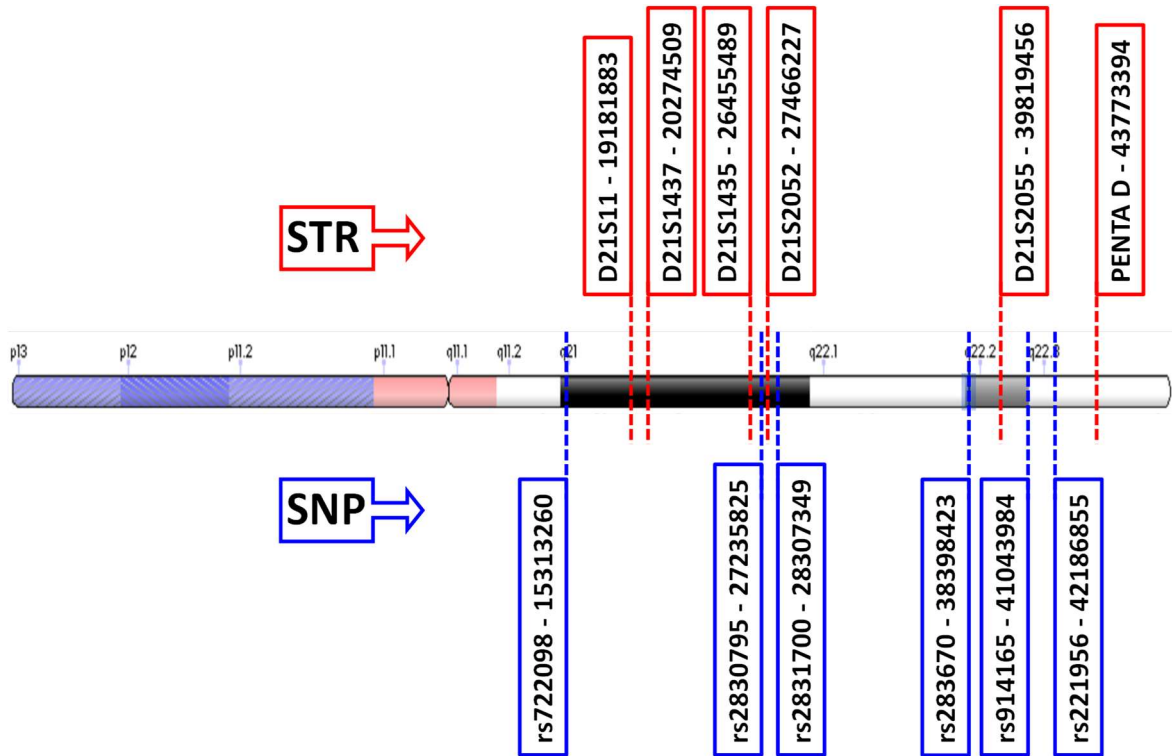 D21S11 - 19181883
D21S1437 - 20274509
D21S1435 - 26455489
D21S2052 - 27466227
D21S2055 - 39819456
PENTA D - 43773394
STR
p13
p12
p11.2
p11.1
q11.1
q11.2
q21
q22.1
q22.2
q22.3
SNP
rs722098 - 15313260
rs2830795 - 27235825
rs2831700 - 28307349
rs283670 - 38398423
rs914165 - 41043984
rs221956 - 42186855